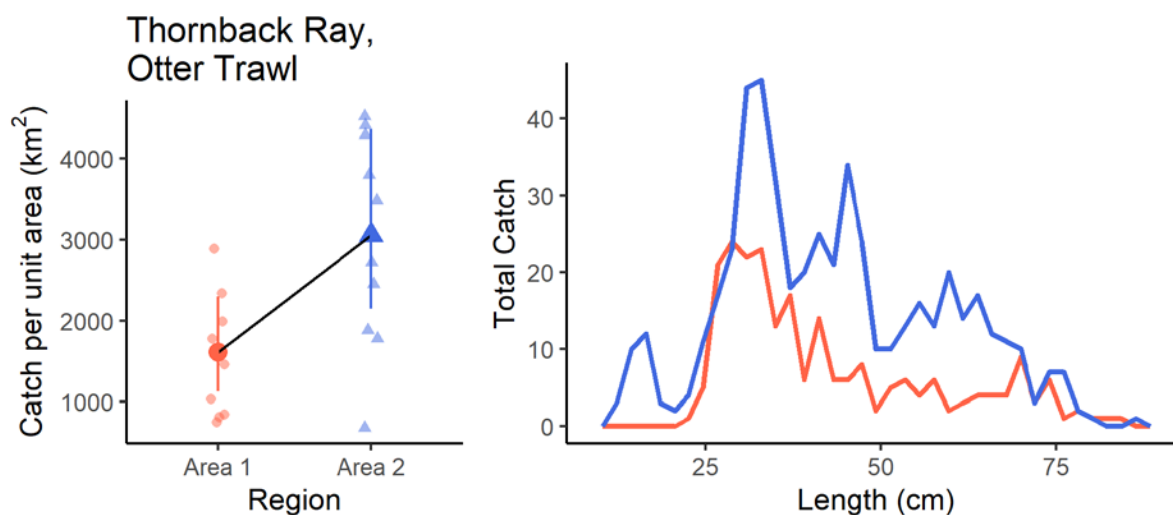 Thornback Ray,
Otter Trawl
Catch per unit area (km²)
4000
3000
2000
1000
Area 1
Area 2
Region
Total Catch
40
30
20
10
0
25
50
75
Length (cm)